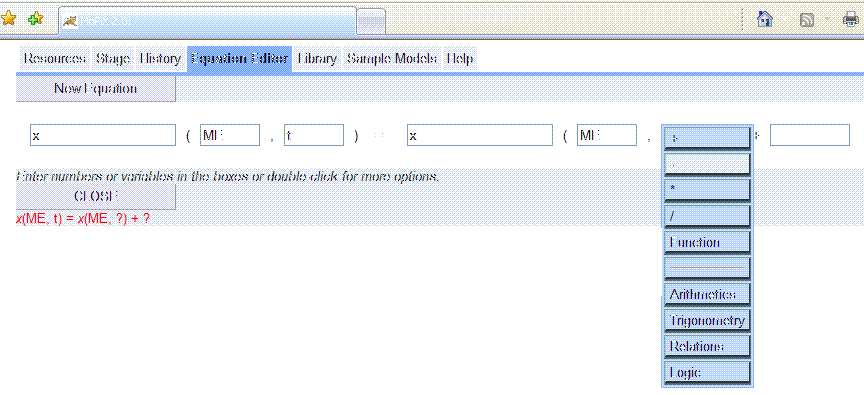 MoPiX 2.0
Resources Stage History Equation Editor Library Sample Models Help
New Equation
x ( ME , t ) = x ( ME , + ) +
-
*
/
Function
Arithmetics
Trigonometry
Relations
Logic
Enter numbers or variables in the boxes or double-click for more options.
CLOSE
x(ME, t) = x(ME, ?) + ?